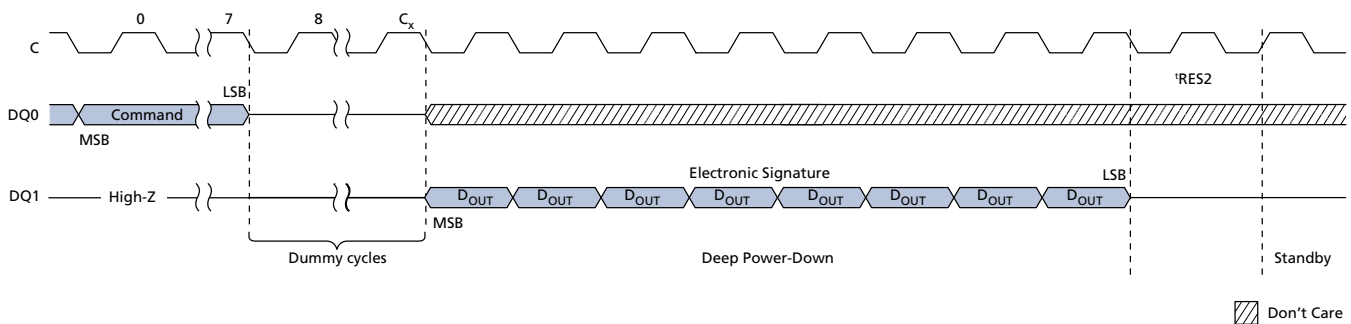 0 7 8 Cx
C
tRES2
LSB
DQ0 Command
MSB
Electronic Signature LSB
DQ1 High-Z DOUT DOUT DOUT DOUT DOUT DOUT DOUT DOUT
MSB
Dummy cycles Deep Power-Down Standby
Don't Care